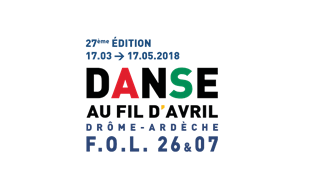 27ème ÉDITION
17.03 → 17.05.2018
DANSE
AU FIL D'AVRIL
DRÔME-ARDÈCHE
F.O.L. 26&07